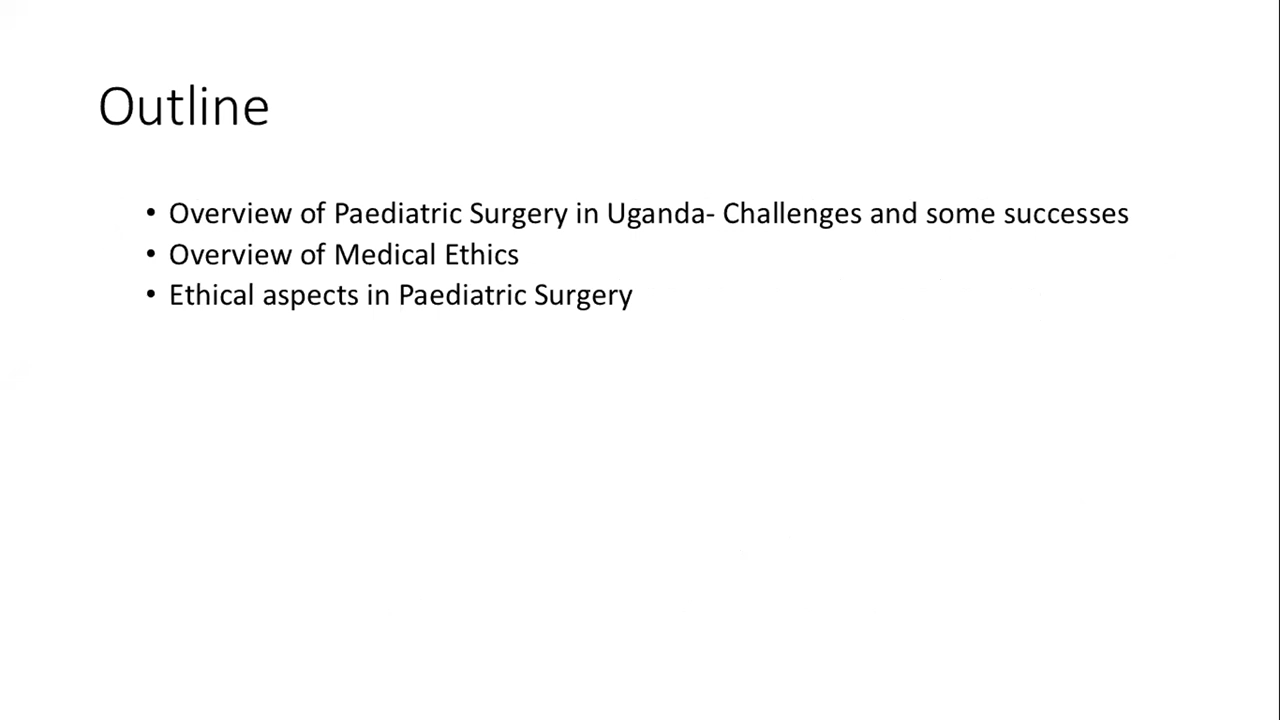 Outline
• Overview of Paediatric Surgery in Uganda- Challenges and some successes
• Overview of Medical Ethics
• Ethical aspects in Paediatric Surgery